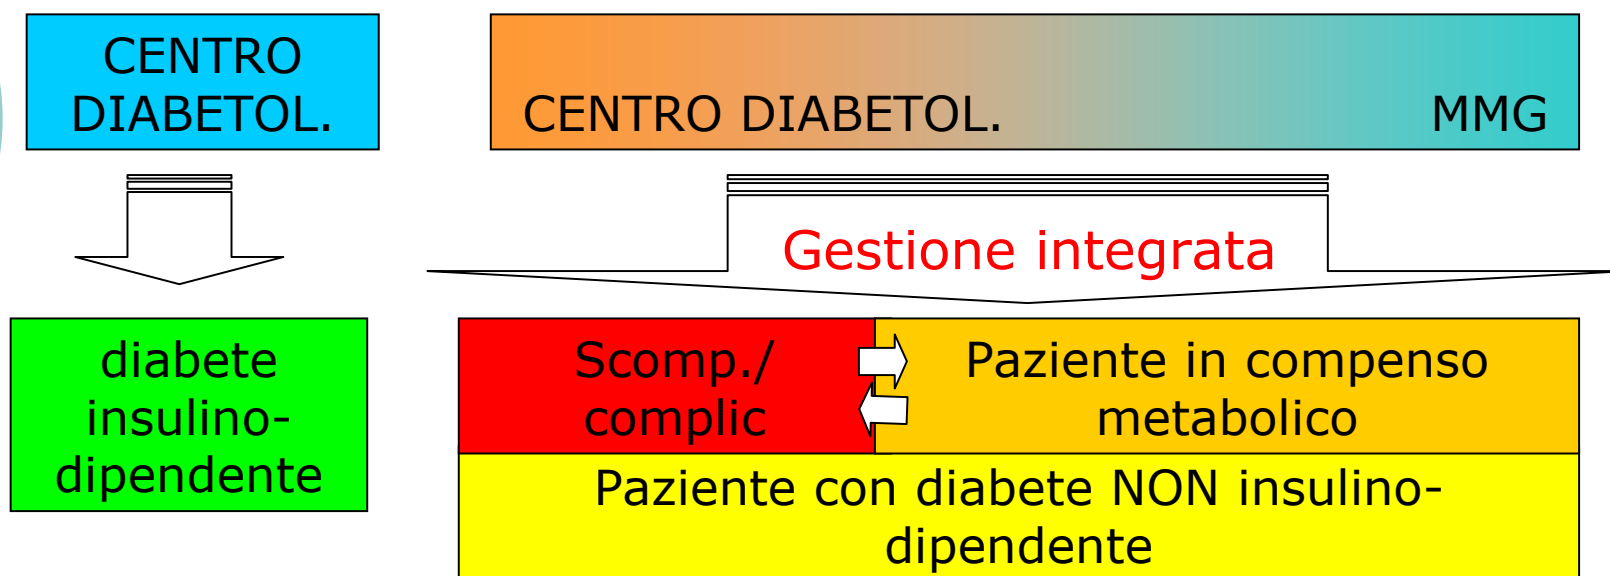 CENTRO
DIABETOL.
CENTRO DIABETOL. MMG
Gestione integrata
diabete
insulino-
dipendente
Scomp./
complic
Paziente in compenso
metabolico
Paziente con diabete NON insulino-
dipendente